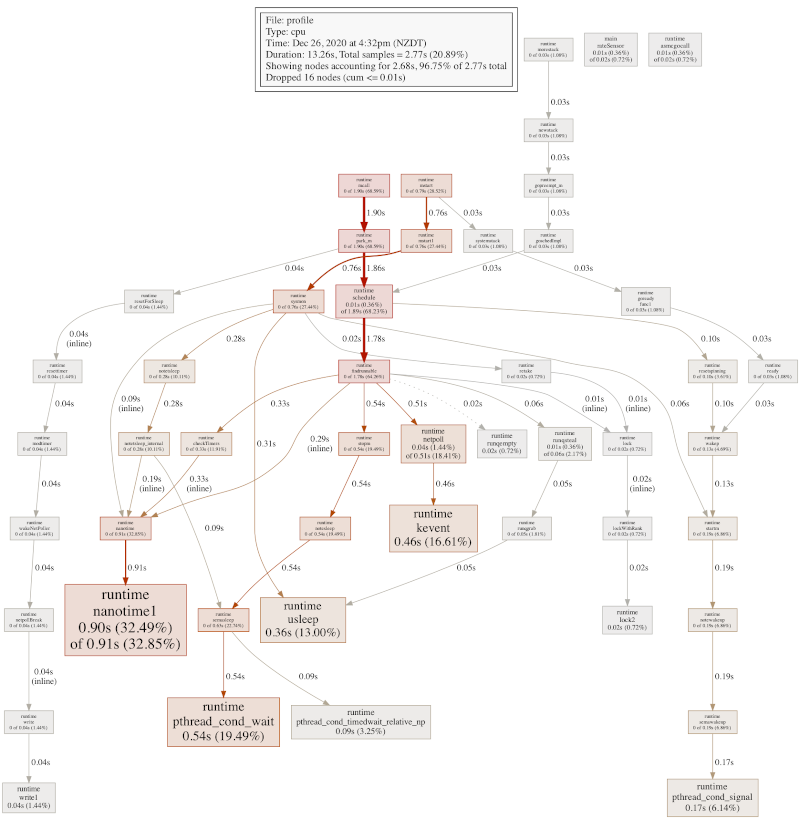 File: profile
Type: cpu
Time: Dec 26, 2020 at 4:32pm (NZDT)
Duration: 13.26s, Total samples = 2.77s (20.89%)
Showing nodes accounting for 2.68s, 96.75% of 2.77s total
Dropped 16 nodes (cum <= 0.01s)
runtime
morestack
0 of 0.03s (1.08%)
main
rateSensor
0.01s (0.36%)
of 0.02s (0.72%)
runtime
asmcgocall
0.01s (0.36%)
of 0.02s (0.72%)
0.03s
runtime
newstack
0 of 0.03s (1.08%)
0.03s
runtime
mcall
0 of 1.90s (68.59%)
runtime
mstart
0 of 0.79s (28.52%)
runtime
gopreempt_m
0 of 0.03s (1.08%)
1.90s
0.76s
0.03s
0.03s
runtime
park_m
0 of 1.90s (68.59%)
runtime
mstart1
0 of 0.76s (27.44%)
runtime
systemstack
0 of 0.03s (1.08%)
runtime
goschedImpl
0 of 0.03s (1.08%)
0.04s
0.76s
1.86s
0.03s
0.03s
runtime
resetForSleep
0 of 0.04s (1.44%)
runtime
sysmon
0 of 0.76s (27.44%)
runtime
schedule
0.01s (0.36%)
of 1.89s (68.23%)
runtime
goready
func1
0 of 0.03s (1.08%)
0.04s
(inline)
0.28s
0.02s
1.78s
0.10s
0.03s
runtime
resettimer
0 of 0.04s (1.44%)
runtime
notetsleep
0 of 0.28s (10.11%)
runtime
findrunnable
0 of 1.78s (64.26%)
runtime
retake
0 of 0.02s (0.72%)
runtime
resetspinning
0 of 0.10s (3.61%)
runtime
ready
0 of 0.03s (1.08%)
0.04s
0.09s
(inline)
0.28s
0.33s
0.54s
0.51s
0.02s
0.06s
0.01s
(inline)
0.01s
(inline)
0.06s
0.10s
0.03s
runtime
modtimer
0 of 0.04s (1.44%)
runtime
notetsleep_internal
0 of 0.28s (10.11%)
runtime
checkTimers
0 of 0.33s (11.91%)
0.31s
0.29s
(inline)
runtime
stopm
0 of 0.54s (19.49%)
runtime
netpoll
0.04s (1.44%)
of 0.51s (18.41%)
runtime
runqempty
0.02s (0.72%)
runtime
runqsteal
0.01s (0.36%)
of 0.06s (2.17%)
runtime
lock
0 of 0.02s (0.72%)
runtime
wakep
0 of 0.13s (4.69%)
0.04s
0.19s
(inline)
0.33s
(inline)
0.54s
0.46s
0.05s
0.02s
(inline)
0.13s
runtime
wakeNetPoller
0 of 0.04s (1.44%)
runtime
nanotime
0 of 0.91s (32.85%)
0.09s
runtime
notesleep
0 of 0.54s (19.49%)
runtime
kevent
0.46s (16.61%)
runtime
runqgrab
0 of 0.05s (1.81%)
runtime
lockWithRank
0 of 0.02s (0.72%)
runtime
startm
0 of 0.19s (6.86%)
0.04s
0.91s
0.54s
0.05s
0.02s
0.19s
runtime
netpollBreak
0 of 0.04s (1.44%)
runtime
nanotime1
0.90s (32.49%)
of 0.91s (32.85%)
runtime
semasleep
0 of 0.63s (22.74%)
runtime
usleep
0.36s (13.00%)
runtime
lock2
0.02s (0.72%)
runtime
notewakeup
0 of 0.19s (6.86%)
0.04s
(inline)
0.54s
0.09s
0.19s
runtime
write
0 of 0.04s (1.44%)
runtime
pthread_cond_wait
0.54s (19.49%)
runtime
pthread_cond_timedwait_relative_np
0.09s (3.25%)
runtime
semawakeup
0 of 0.19s (6.86%)
0.04s
0.17s
runtime
write1
0.04s (1.44%)
runtime
pthread_cond_signal
0.17s (6.14%)